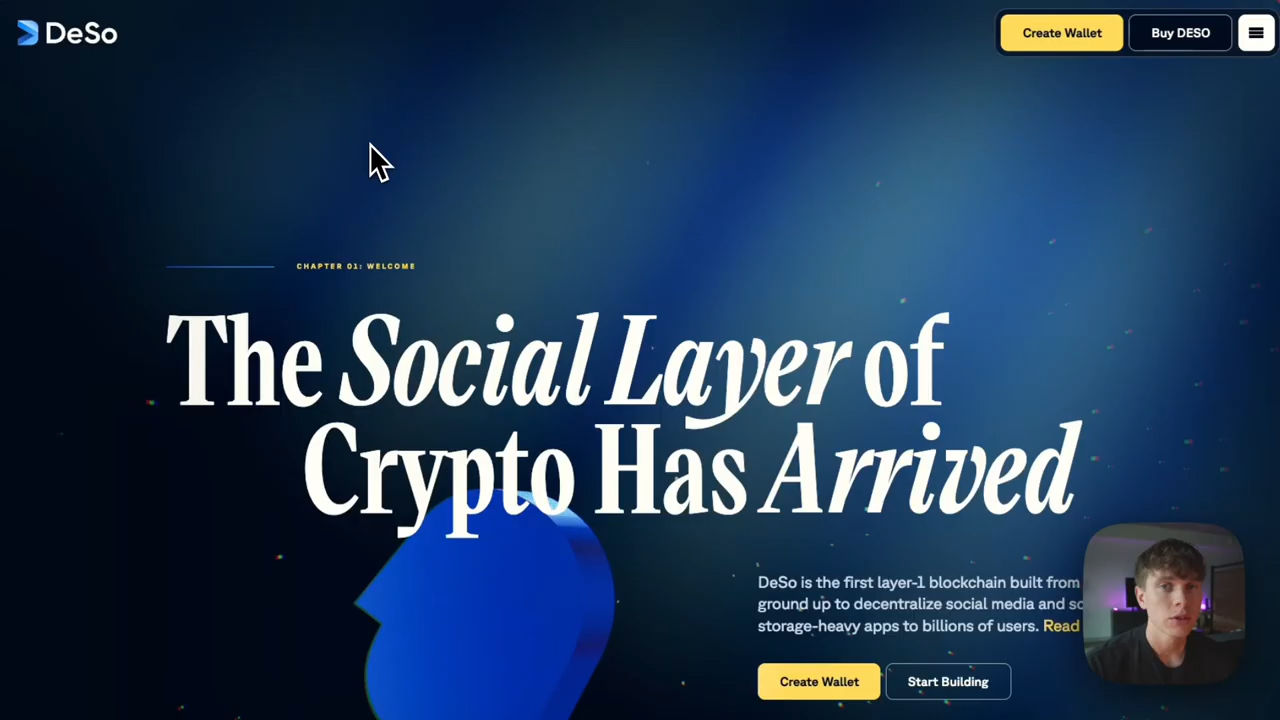 DeSo
Create Wallet
Buy DESO
CHAPTER 01: WELCOME
The Social Layer of
Crypto Has Arrived
DeSo is the first layer-1 blockchain built from
ground up to decentralize social media and
storage-heavy apps to billions of users. Read
Create Wallet
Start Building